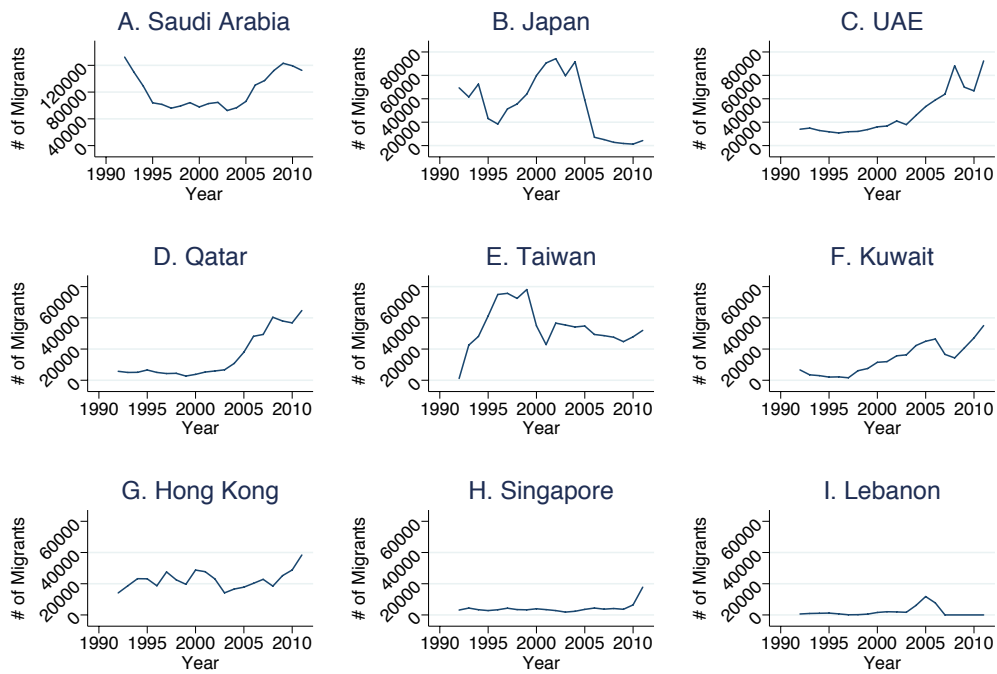 A. Saudi Arabia
# of Migrants
120000
80000
40000
0
1990 1995 2000 2005 2010
Year
B. Japan
# of Migrants
80000
60000
40000
20000
0
1990 1995 2000 2005 2010
Year
C. UAE
# of Migrants
80000
60000
40000
20000
0
1990 1995 2000 2005 2010
Year
D. Qatar
# of Migrants
60000
40000
20000
0
1990 1995 2000 2005 2010
Year
E. Taiwan
# of Migrants
60000
40000
20000
0
1990 1995 2000 2005 2010
Year
F. Kuwait
# of Migrants
60000
40000
20000
0
1990 1995 2000 2005 2010
Year
G. Hong Kong
# of Migrants
60000
40000
20000
0
1990 1995 2000 2005 2010
Year
H. Singapore
# of Migrants
60000
40000
20000
0
1990 1995 2000 2005 2010
Year
I. Lebanon
# of Migrants
60000
40000
20000
0
1990 1995 2000 2005 2010
Year